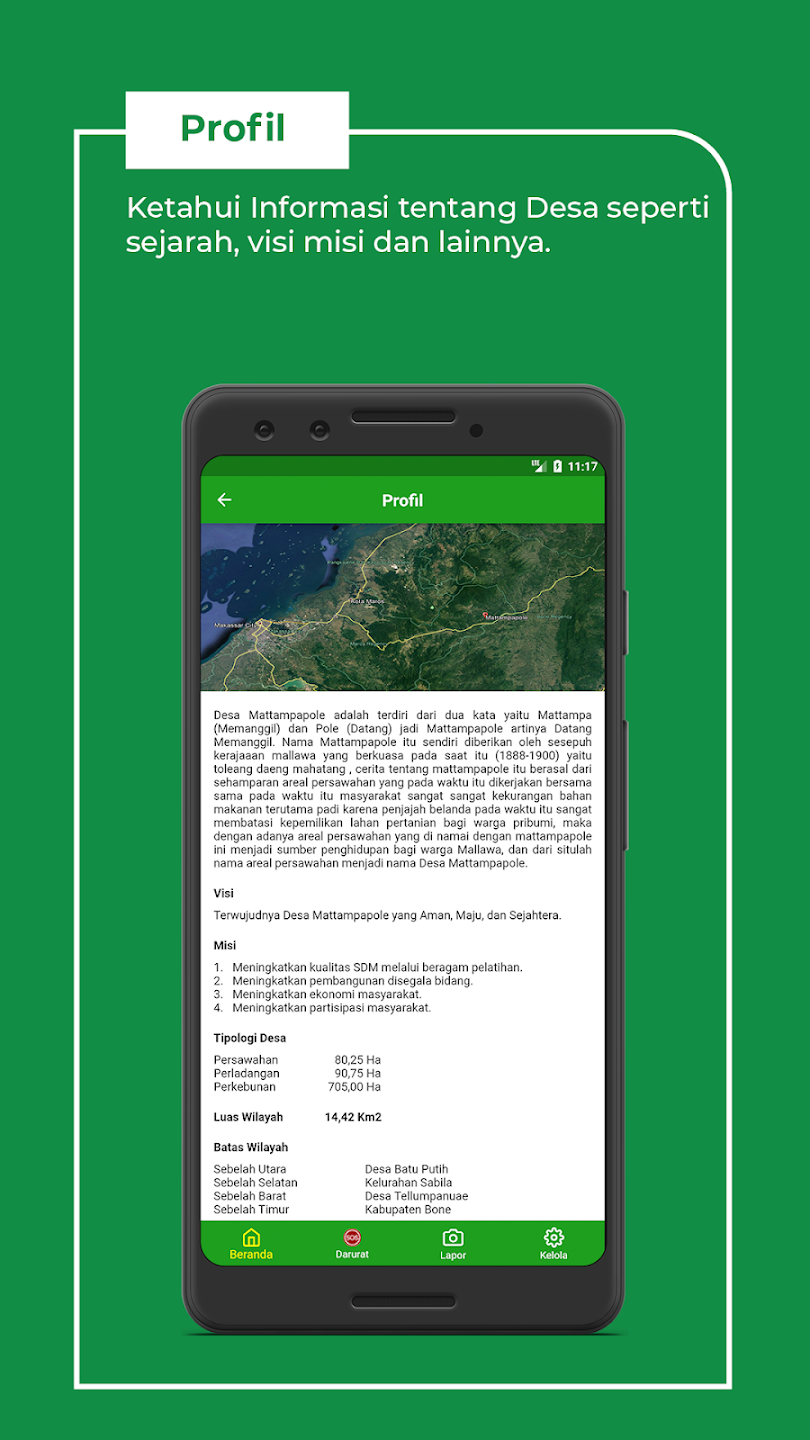 Profil
Ketahui Informasi tentang Desa seperti
sejarah, visi misi dan lainnya.
LTE 11:17
Profil
Kota Maros
Makassar City
Mattampapole
Desa Mattampapole adalah terdiri dari dua kata yaitu Mattampa
(Memanggil) dan Pole (Datang) jadi Mattampapole artinya Datang
Memanggil. Nama Mattampapole itu sendiri diberikan oleh sesepuh
kerajaaan mallawa yang berkuasa pada saat itu (1888-1900) yaitu
toleang daeng mahatang , cerita tentang mattampapole itu berasal dari
sehamparan areal persawahan yang pada waktu itu dikerjakan bersama
sama pada waktu itu masyarakat sangat sangat kekurangan bahan
makanan terutama padi karena penjajah belanda pada waktu itu sangat
membatasi kepemilikan lahan pertanian bagi warga pribumi, maka
dengan adanya areal persawahan yang di namai dengan mattampapole
ini menjadi sumber penghidupan bagi warga Mallawa, dan dari situlah
nama areal persawahan menjadi nama Desa Mattampapole.
Visi
Terwujudnya Desa Mattampapole yang Aman, Maju, dan Sejahtera.
Misi
1. Meningkatkan kualitas SDM melalui beragam pelatihan.
2. Meningkatkan pembangunan disegala bidang.
3. Meningkatkan ekonomi masyarakat.
4. Meningkatkan partisipasi masyarakat.
Tipologi Desa
Persawahan 80,25 Ha
Perladangan 90,75 Ha
Perkebunan 705,00 Ha
Luas Wilayah 14,42 Km2
Batas Wilayah
Sebelah Utara Desa Batu Putih
Sebelah Selatan Kelurahan Sabila
Sebelah Barat Desa Tellumpanuae
Sebelah Timur Kabupaten Bone
SOS
Beranda Darurat Lapor Kelola